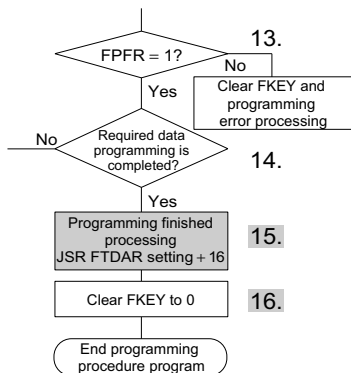 FPFR = 1?
13.
No
Yes
Clear FKEY and
programming
error processing
No
Required data
programming is
completed?
14.
Yes
Programming finished
processing
JSR FTDAR setting + 16
15.
Clear FKEY to 0
16.
End programming
procedure program